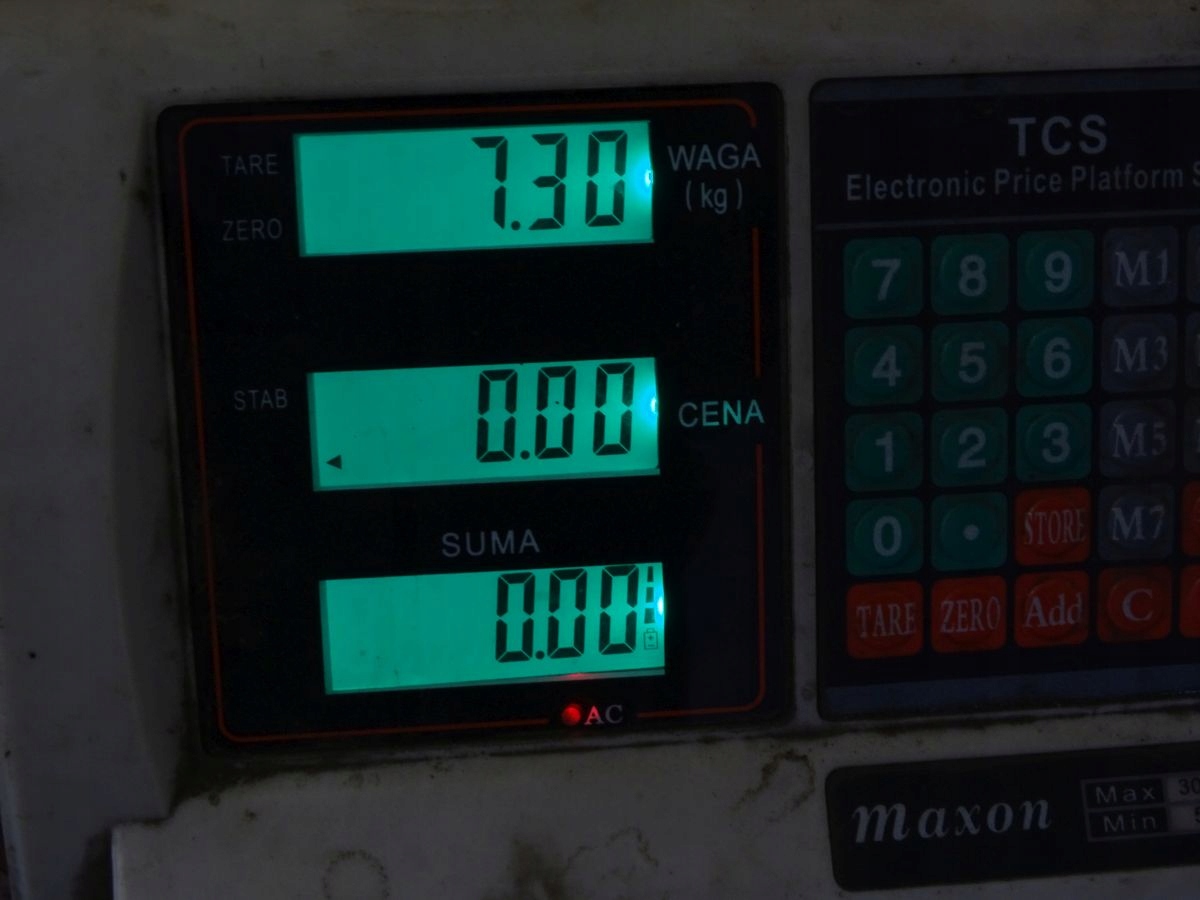 TARE
7.30
WAGA
(kg)
ZERO
STAB
0.00
CENA
SUMA
0.00
AC
TCS
Electronic Price Platform
7 8 9 M1
4 5 6 M3
1 2 3 M5
0 . STORE M7
TARE ZERO Add C
maxon
Max
Min